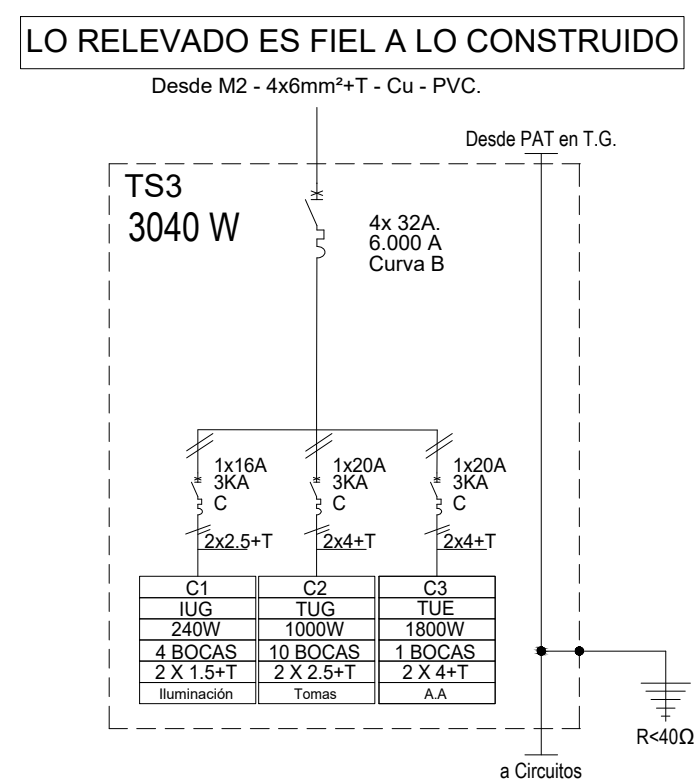 LO RELEVADO ES FIEL A LO CONSTRUIDO
Desde M2 - 4x6mm²+T - Cu - PVC.
Desde PAT en T.G.
TS3
3040 W
4x 32A.
6.000 A
Curva B
1x16A
3KA
C
2x2.5+T
1x20A
3KA
C
2x4+T
1x20A
3KA
C
2x4+T
C1
IUG
240W
4 BOCAS
2 X 1.5+T
Iluminación
C2
TUG
1000W
10 BOCAS
2 X 2.5+T
Tomas
C3
TUE
1800W
1 BOCAS
2 X 4+T
A.A
R<40Ω
a Circuitos